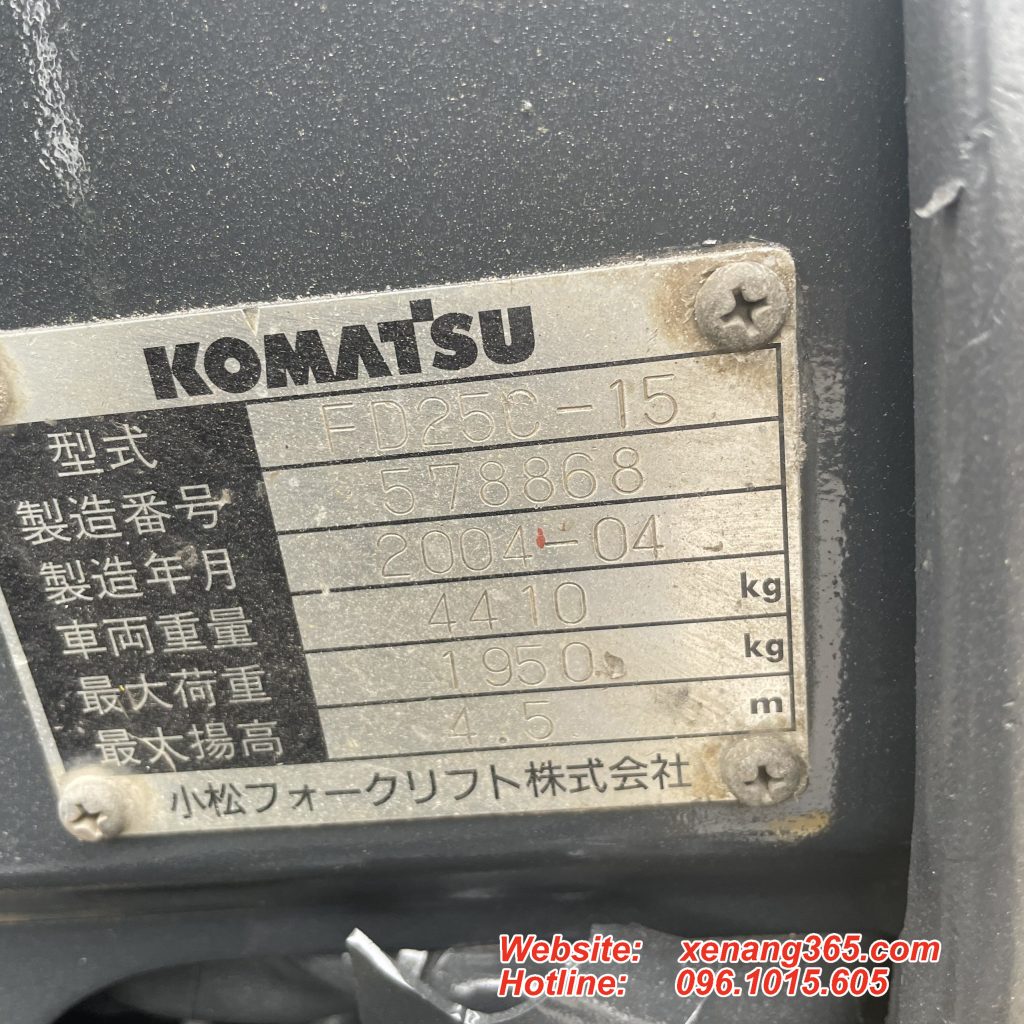 KOMATSU
型式 FD25C-15
製造番号 578868
製造年月 2004-04
車両重量 4410 kg
最大荷重 1950 kg
最大揚高 4.5 m
小松フォークリフト株式会社
Website: xenang365.com
Hotline: 096.1015.605